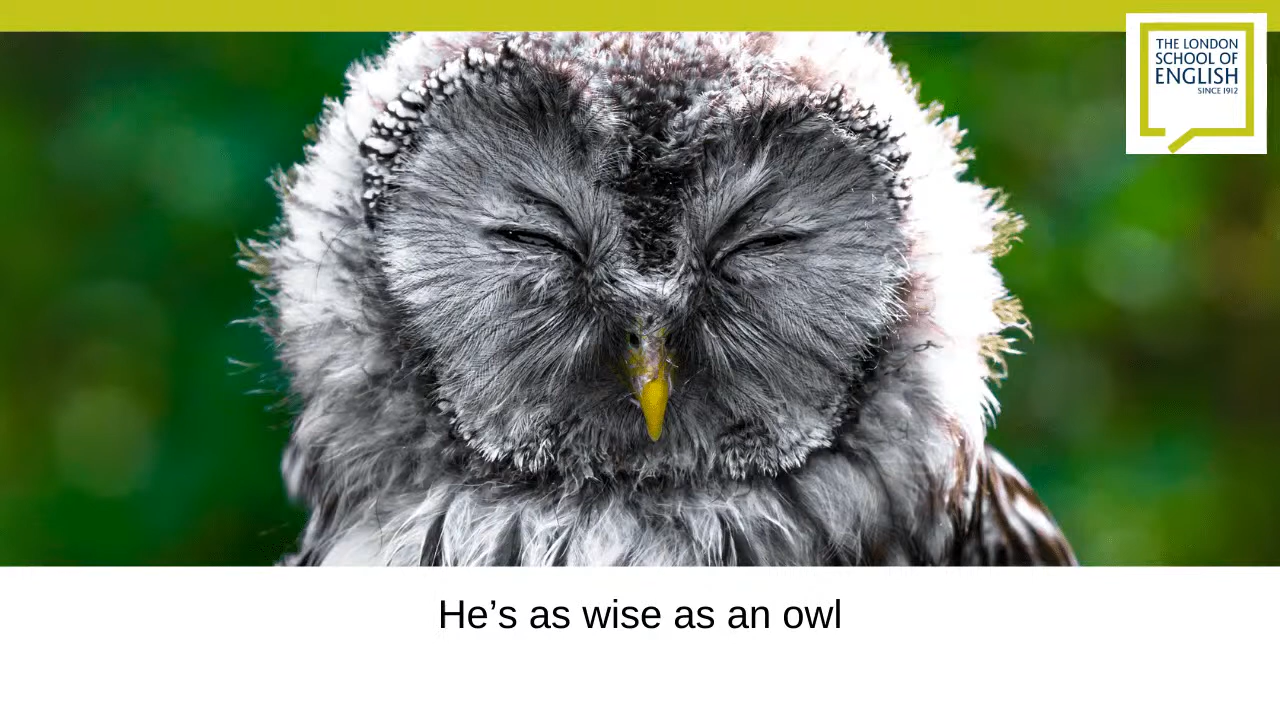 THE LONDON
SCHOOL OF
ENGLISH
SINCE 1912
He’s as wise as an owl